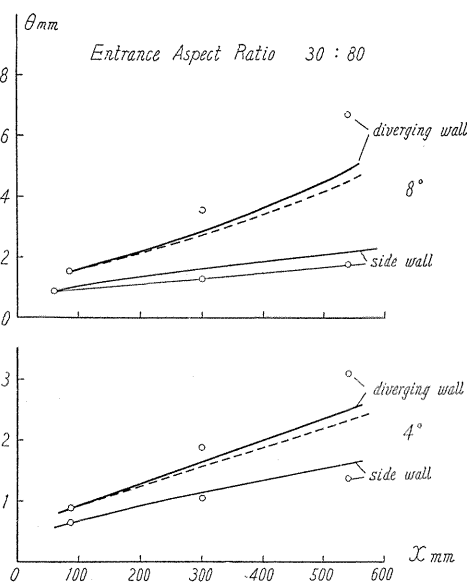 θ mm
Entrance Aspect Ratio 30 : 80
8
diverging wall
6
8°
4
side wall
2
0
3
diverging wall
4°
2
side wall
1
x mm
0 100 200 300 400 500 600